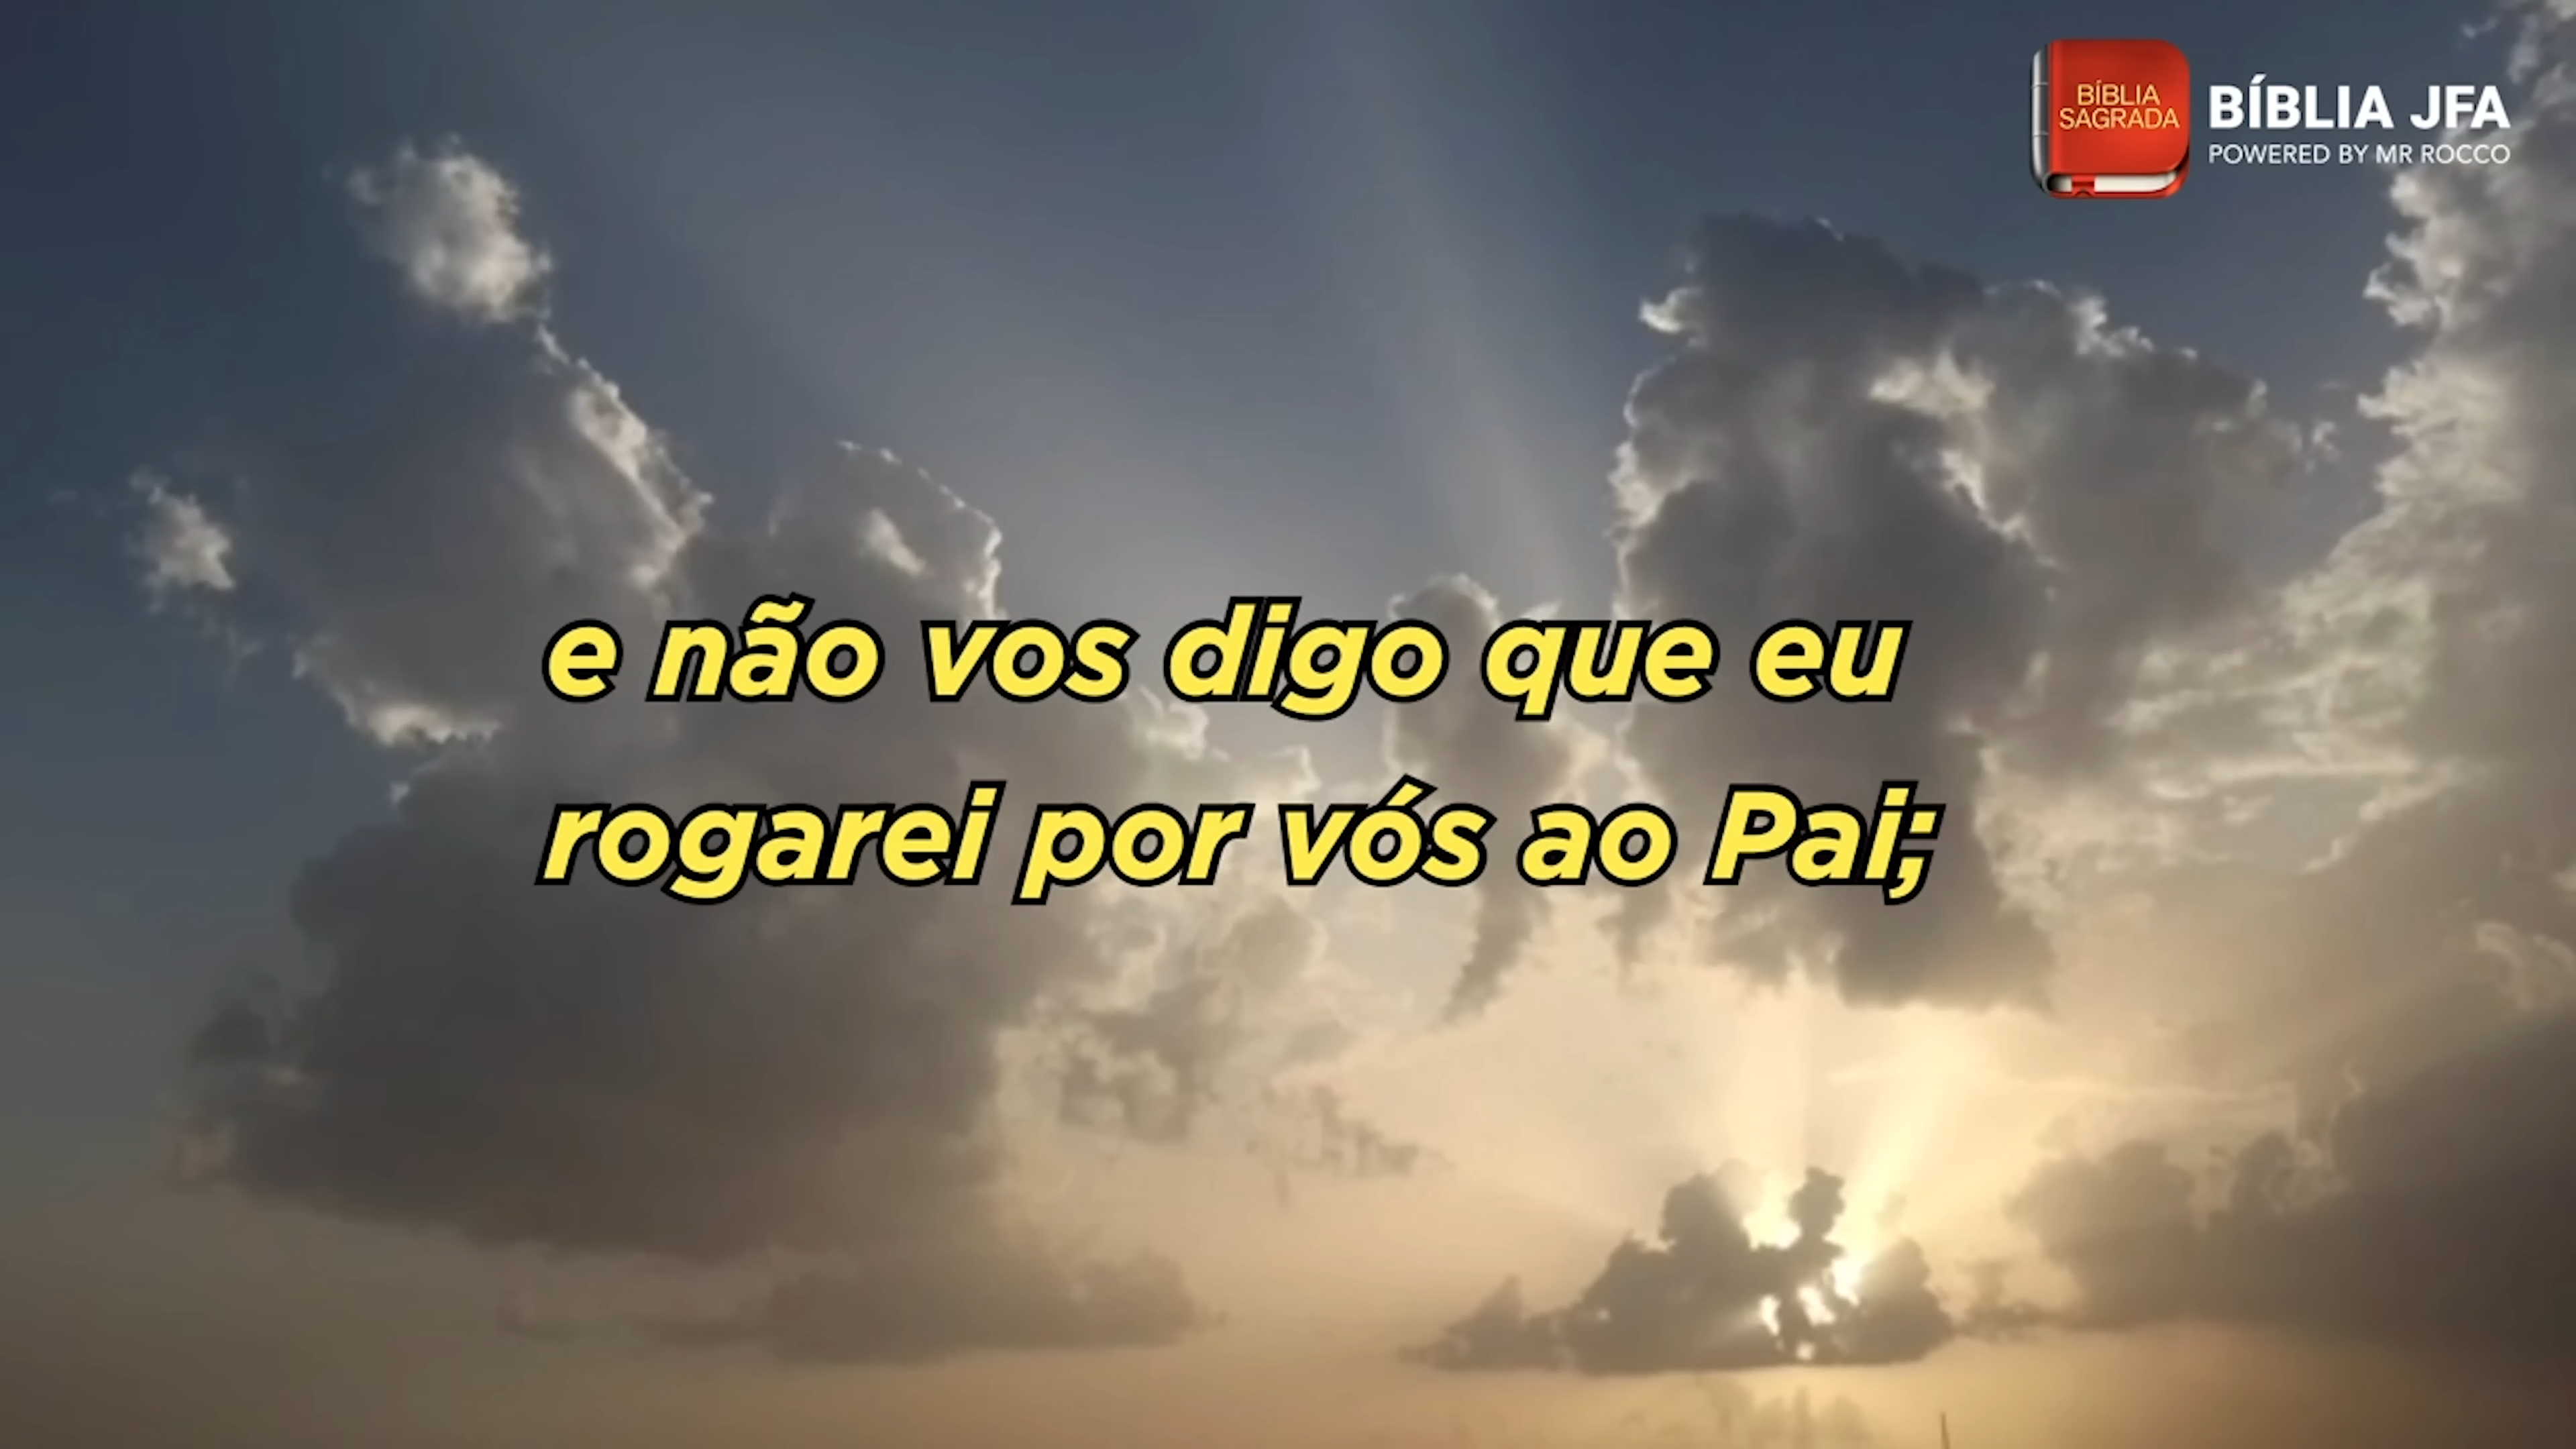 BÍBLIA
SAGRADA
BÍBLIA JFA
POWERED BY MR ROCCO
e não vos digo que eu
rogarei por vós ao Pai;